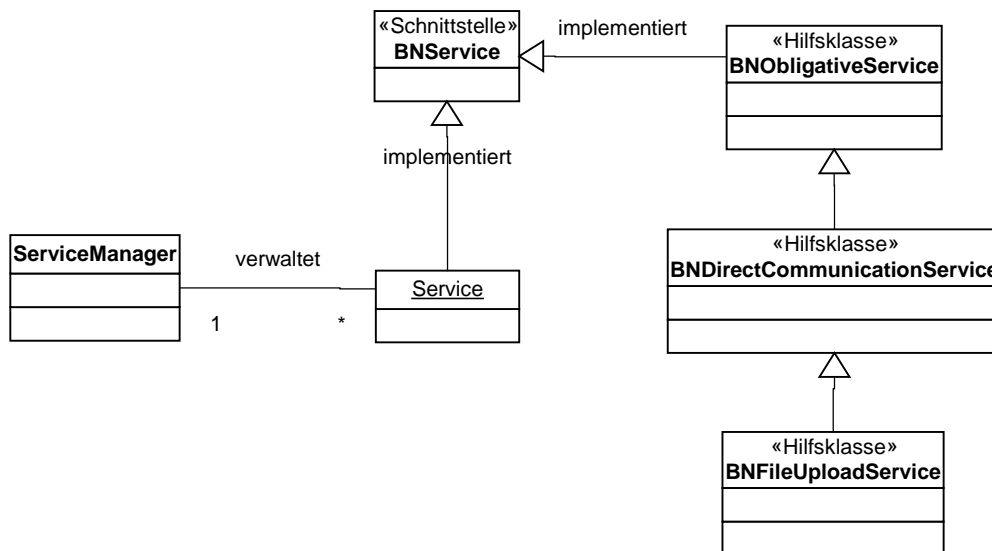 «Schnittstelle»
BNService
implementiert
«Hilfsklasse»
BNObligativeService
implementiert
ServiceManager
verwaltet
1
*
Service
«Hilfsklasse»
BNDirectCommunicationService
«Hilfsklasse»
BNFileUploadService